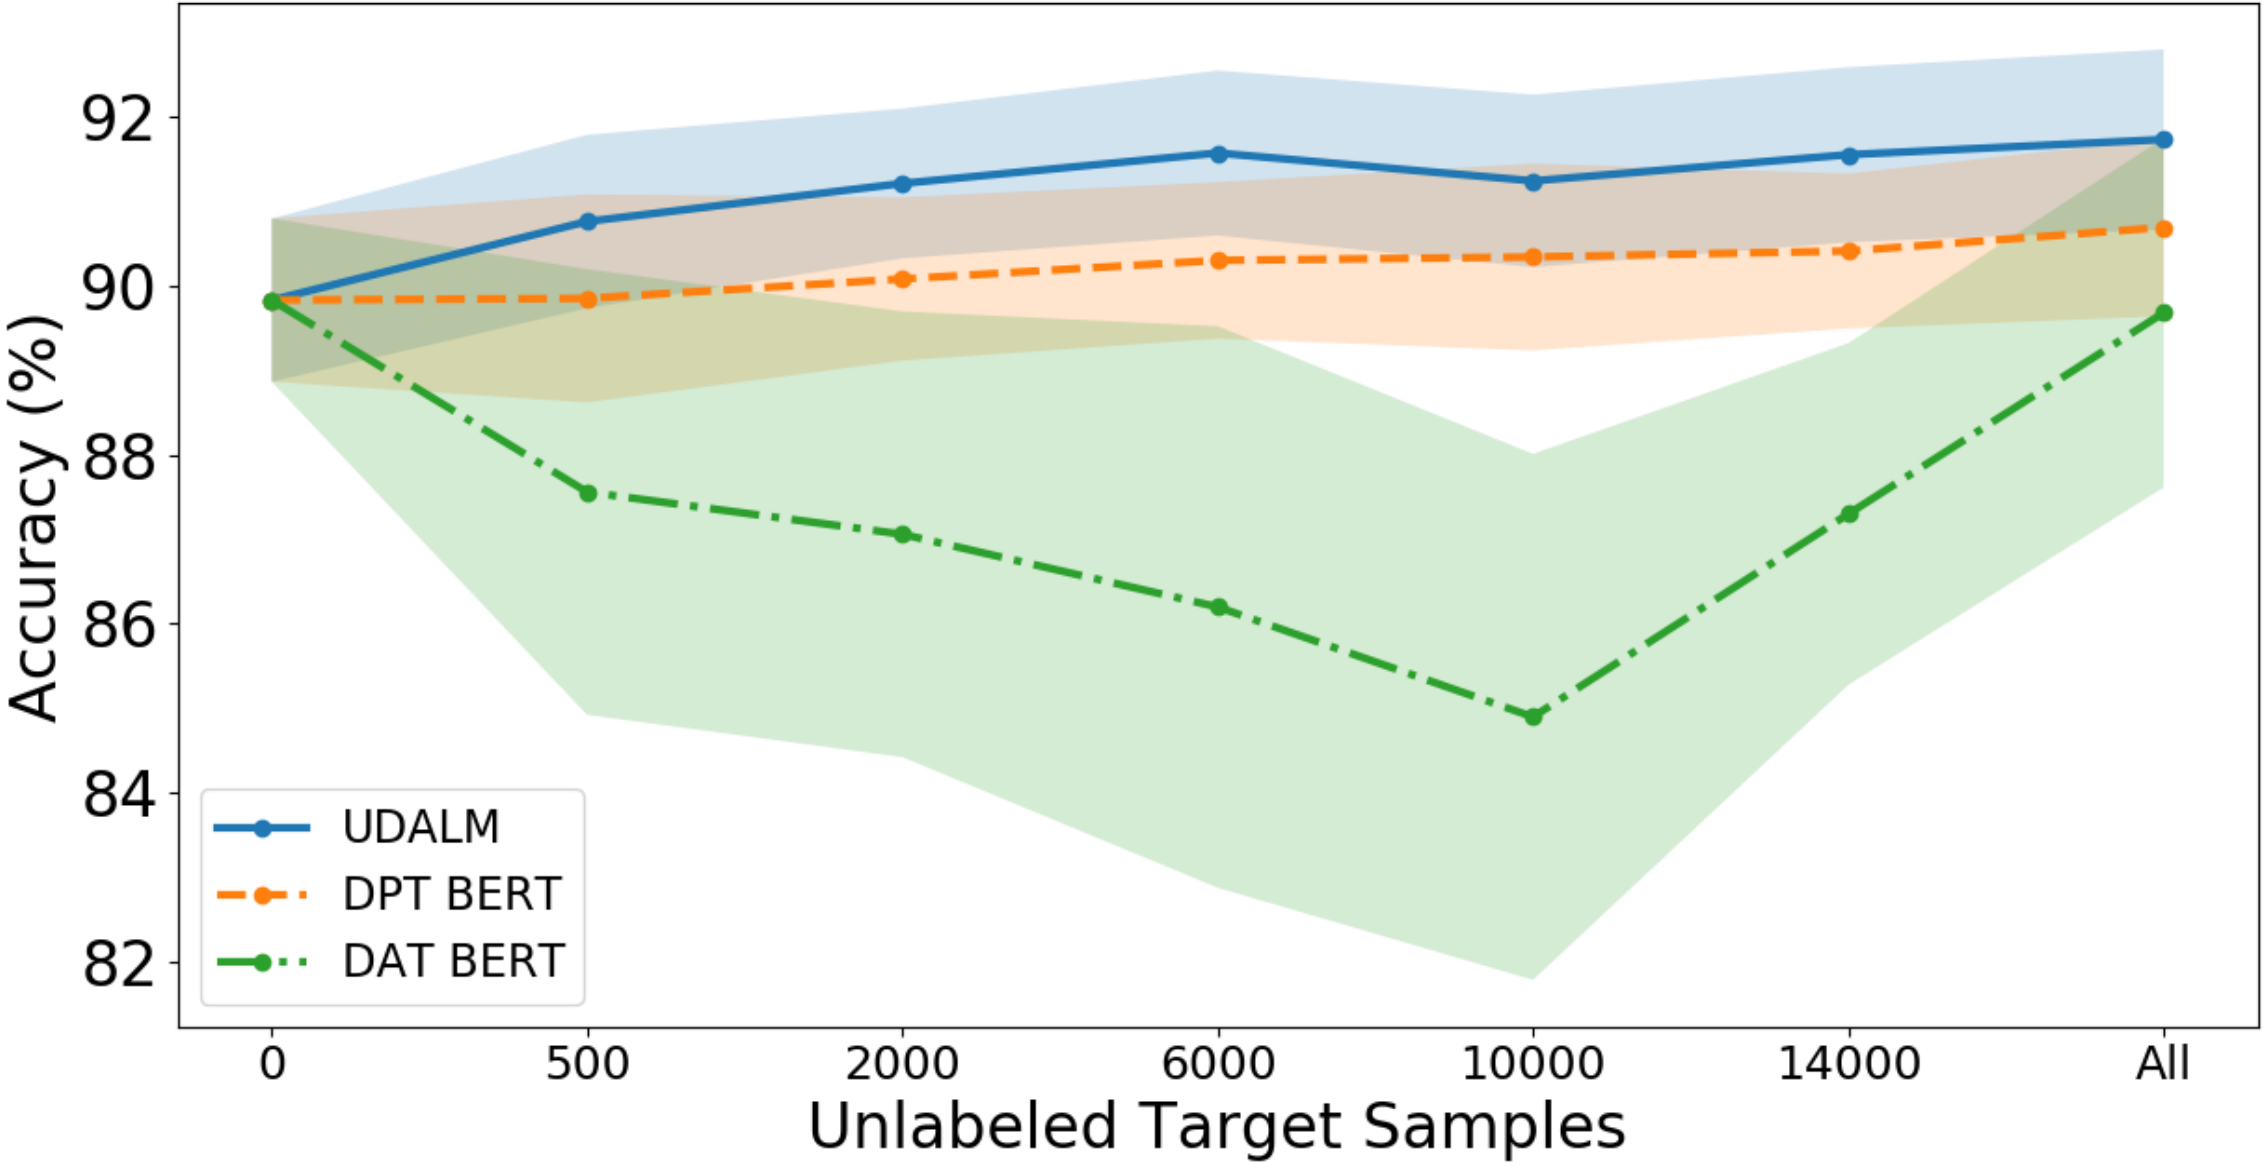 Accuracy (%)
92
90
88
86
84
82
UDALM
DPT BERT
DAT BERT
0 500 2000 6000 10000 14000 All
Unlabeled Target Samples